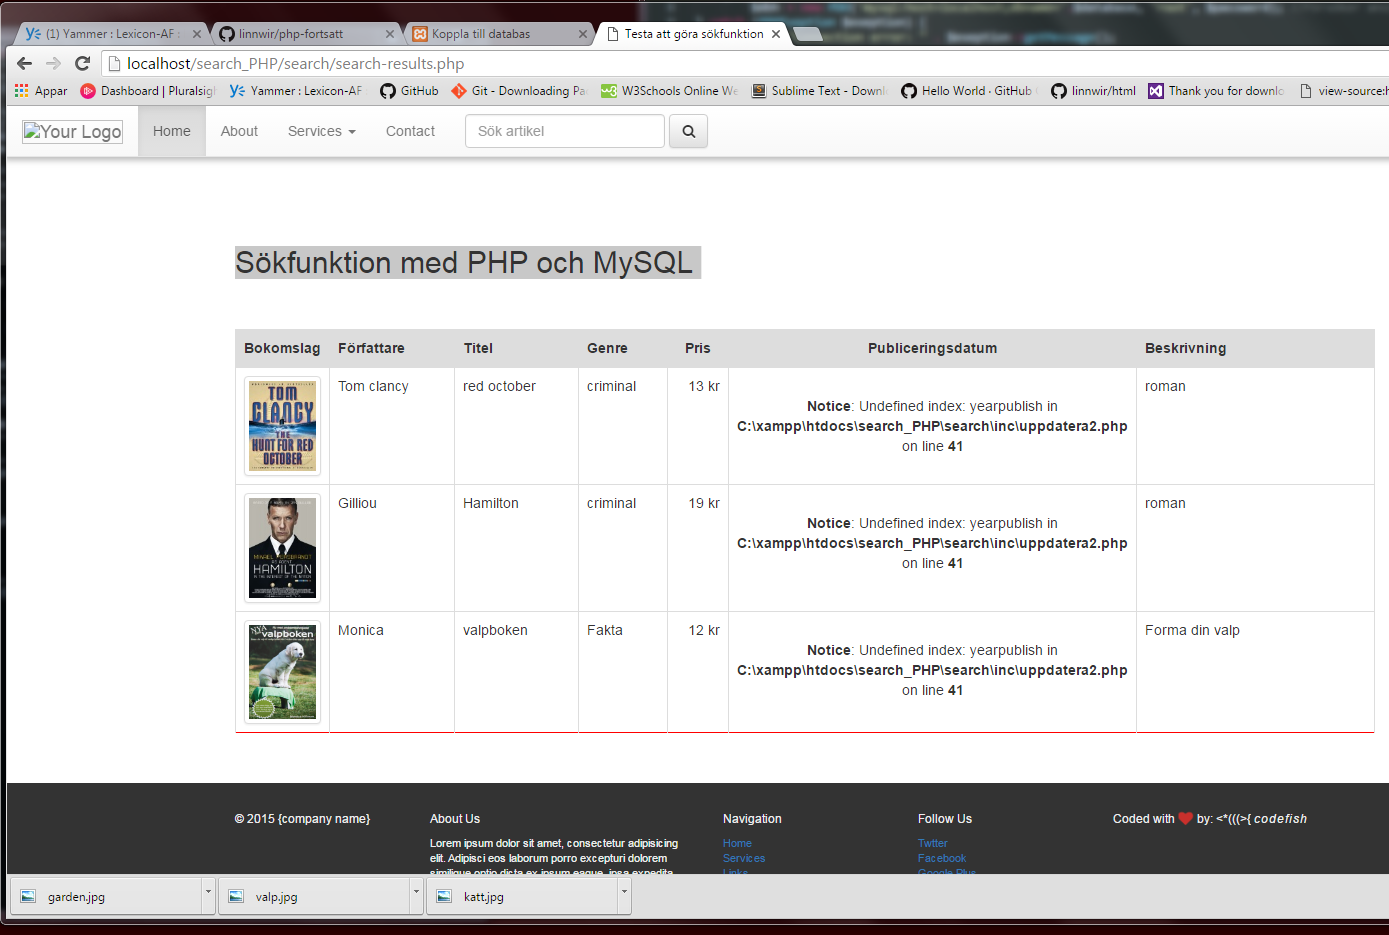 (1) Yammer : Lexicon-AF :
linnwir/php-fortsatt
Koppla till databas
Testa att göra sökfunktion
localhost/search_PHP/search/search-results.php
Appar
Dashboard | Pluralsig
Yammer : Lexicon-AF
GitHub
Git - Downloading Pa
W3Schools Online We
Sublime Text - Downl
Hello World · GitHub
linnwir/html
Thank you for downlo
view-source:h
Your Logo
Home
About
Services
Contact
Sök artikel
Sökfunktion med PHP och MySQL
Bokomslag Författare Titel Genre Pris Publiceringsdatum Beskrivning
TOM
CLANCY
THE
HUNT FOR RED
OCTOBER
Tom clancy red october criminal 13 kr
Notice: Undefined index: yearpublish in
C:\xampp\htdocs\search_PHP\search\inc\uppdatera2.php
on line 41
roman
HAMILTON
Gilliou Hamilton criminal 19 kr
Notice: Undefined index: yearpublish in
C:\xampp\htdocs\search_PHP\search\inc\uppdatera2.php
on line 41
roman
NYA
valpboken
Monica valpboken Fakta 12 kr
Notice: Undefined index: yearpublish in
C:\xampp\htdocs\search_PHP\search\inc\uppdatera2.php
on line 41
Forma din valp
© 2015 {company name}
About Us
Lorem ipsum dolor sit amet, consectetur adipisicing
elit. Adipisci eos laborum porro excepturi dolorem
similique optio dicta ex ipsum eaque, ipsa expedita
Navigation
Home
Services
Links
Follow Us
Twtter
Facebook
Google Plus
Coded with by: <*(((>{ codefish
garden.jpg
valp.jpg
katt.jpg